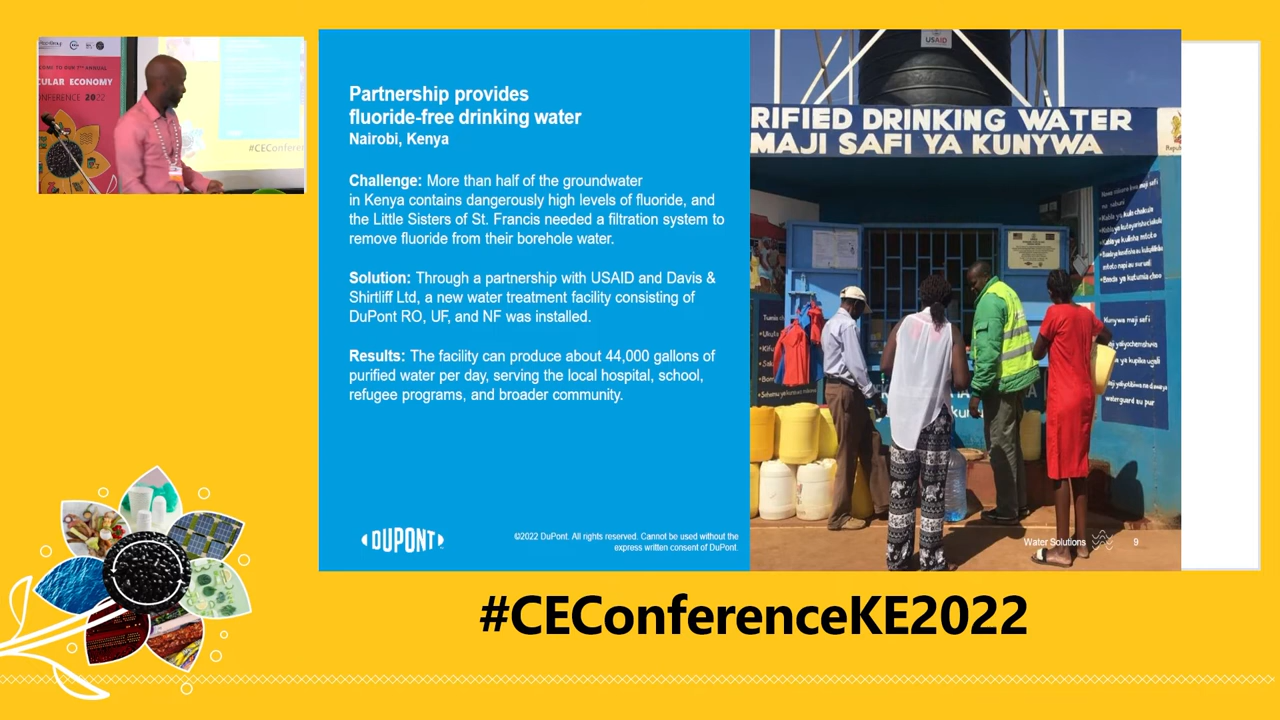 CULAR ECONOMY
ONFERENCE 2022
#CEConferen
Partnership provides
fluoride-free drinking water
Nairobi, Kenya
Challenge: More than half of the groundwater
in Kenya contains dangerously high levels of fluoride, and
the Little Sisters of St. Francis needed a filtration system to
remove fluoride from their borehole water.
Solution: Through a partnership with USAID and Davis &
Shirtliff Ltd, a new water treatment facility consisting of
DuPont RO, UF, and NF was installed.
Results: The facility can produce about 44,000 gallons of
purified water per day, serving the local hospital, school,
refugee programs, and broader community.
DUPONT
©2022 DuPont. All rights reserved. Cannot be used without the
express written consent of DuPont.
USAID
RIFIED DRINKING WATER
MAJI SAFI YA KUNYWA
Kunywa maji safi
Water Solutions
9
#CEConferenceKE2022